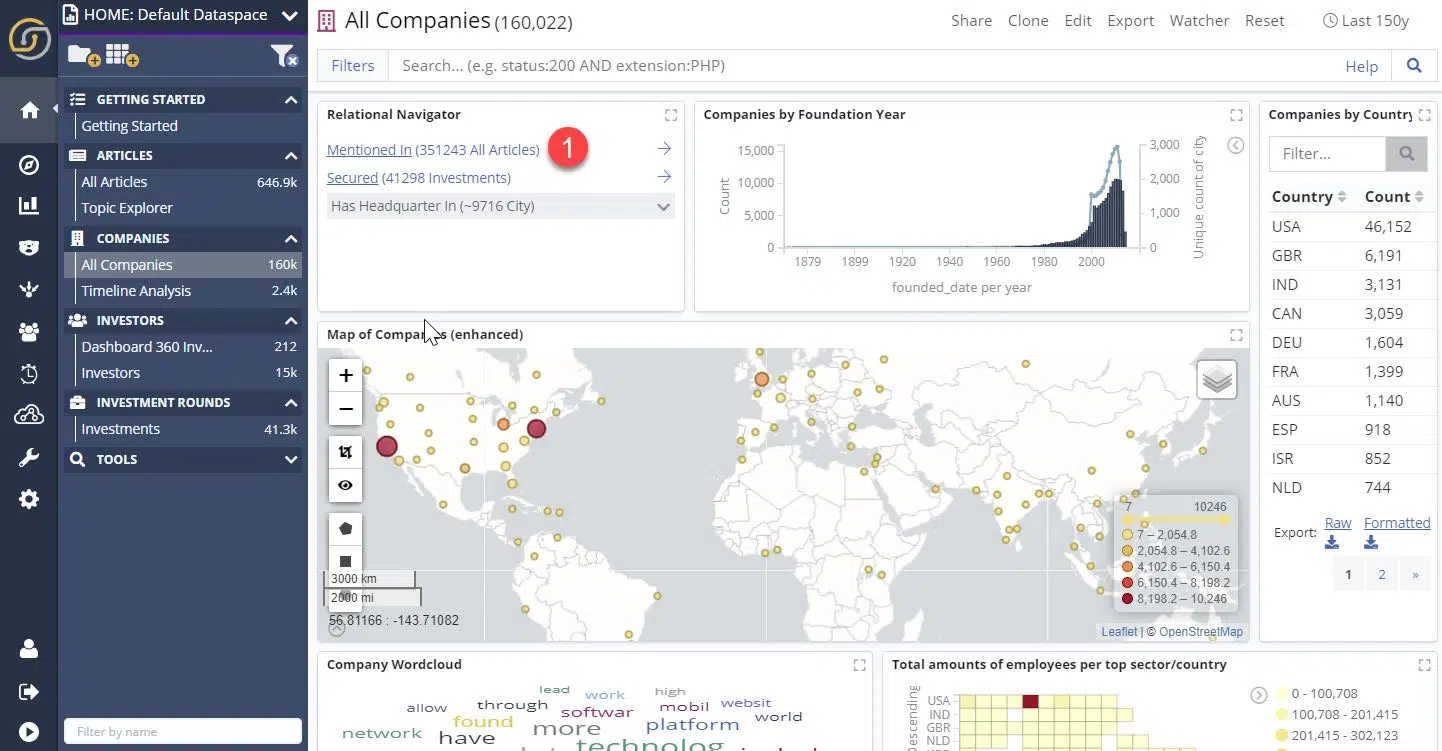 HOME: Default Dataspace
GETTING STARTED
Getting Started
ARTICLES
All Articles 646.9k
Topic Explorer
COMPANIES
All Companies 160k
Timeline Analysis 2.4k
INVESTORS
Dashboard 360 Inv... 212
Investors 15k
INVESTMENT ROUNDS
Investments 41.3k
TOOLS
Filter by name
All Companies (160,022)
Share Clone Edit Export Watcher Reset Last 150y
Filters Search... (e.g. status:200 AND extension:PHP) Help
Relational Navigator
Mentioned In (351243 All Articles) 1
Secured (41298 Investments)
Has Headquarter In (~9716 City)
Companies by Foundation Year
15,000
10,000
5,000
0
Count
3,000
2,000
1,000
0
Unique count of city
1879 1899 1920 1940 1960 1980 2000
founded_date per year
Companies by Country
Filter...
Country Count
USA 46,152
GBR 6,191
IND 3,131
CAN 3,059
DEU 1,604
FRA 1,399
AUS 1,140
ESP 918
ISR 852
NLD 744
Export: Raw Formatted
1 2 »
Map of Companies (enhanced)
+
−
3000 km
2000 mi
56.81166 : -143.71082
7 10246
7 – 2,054.8
2,054.8 – 4,102.6
4,102.6 – 6,150.4
6,150.4 – 8,198.2
8,198.2 – 10,246
Leaflet | © OpenStreetMap
Company Wordcloud
lead work high
allow through softwar mobil websit
found more platform world
network have
technolog
Total amounts of employees per top sector/country
Descending
USA
IND
GBR
NLD
0 - 100,708
100,708 - 201,415
201,415 - 302,123